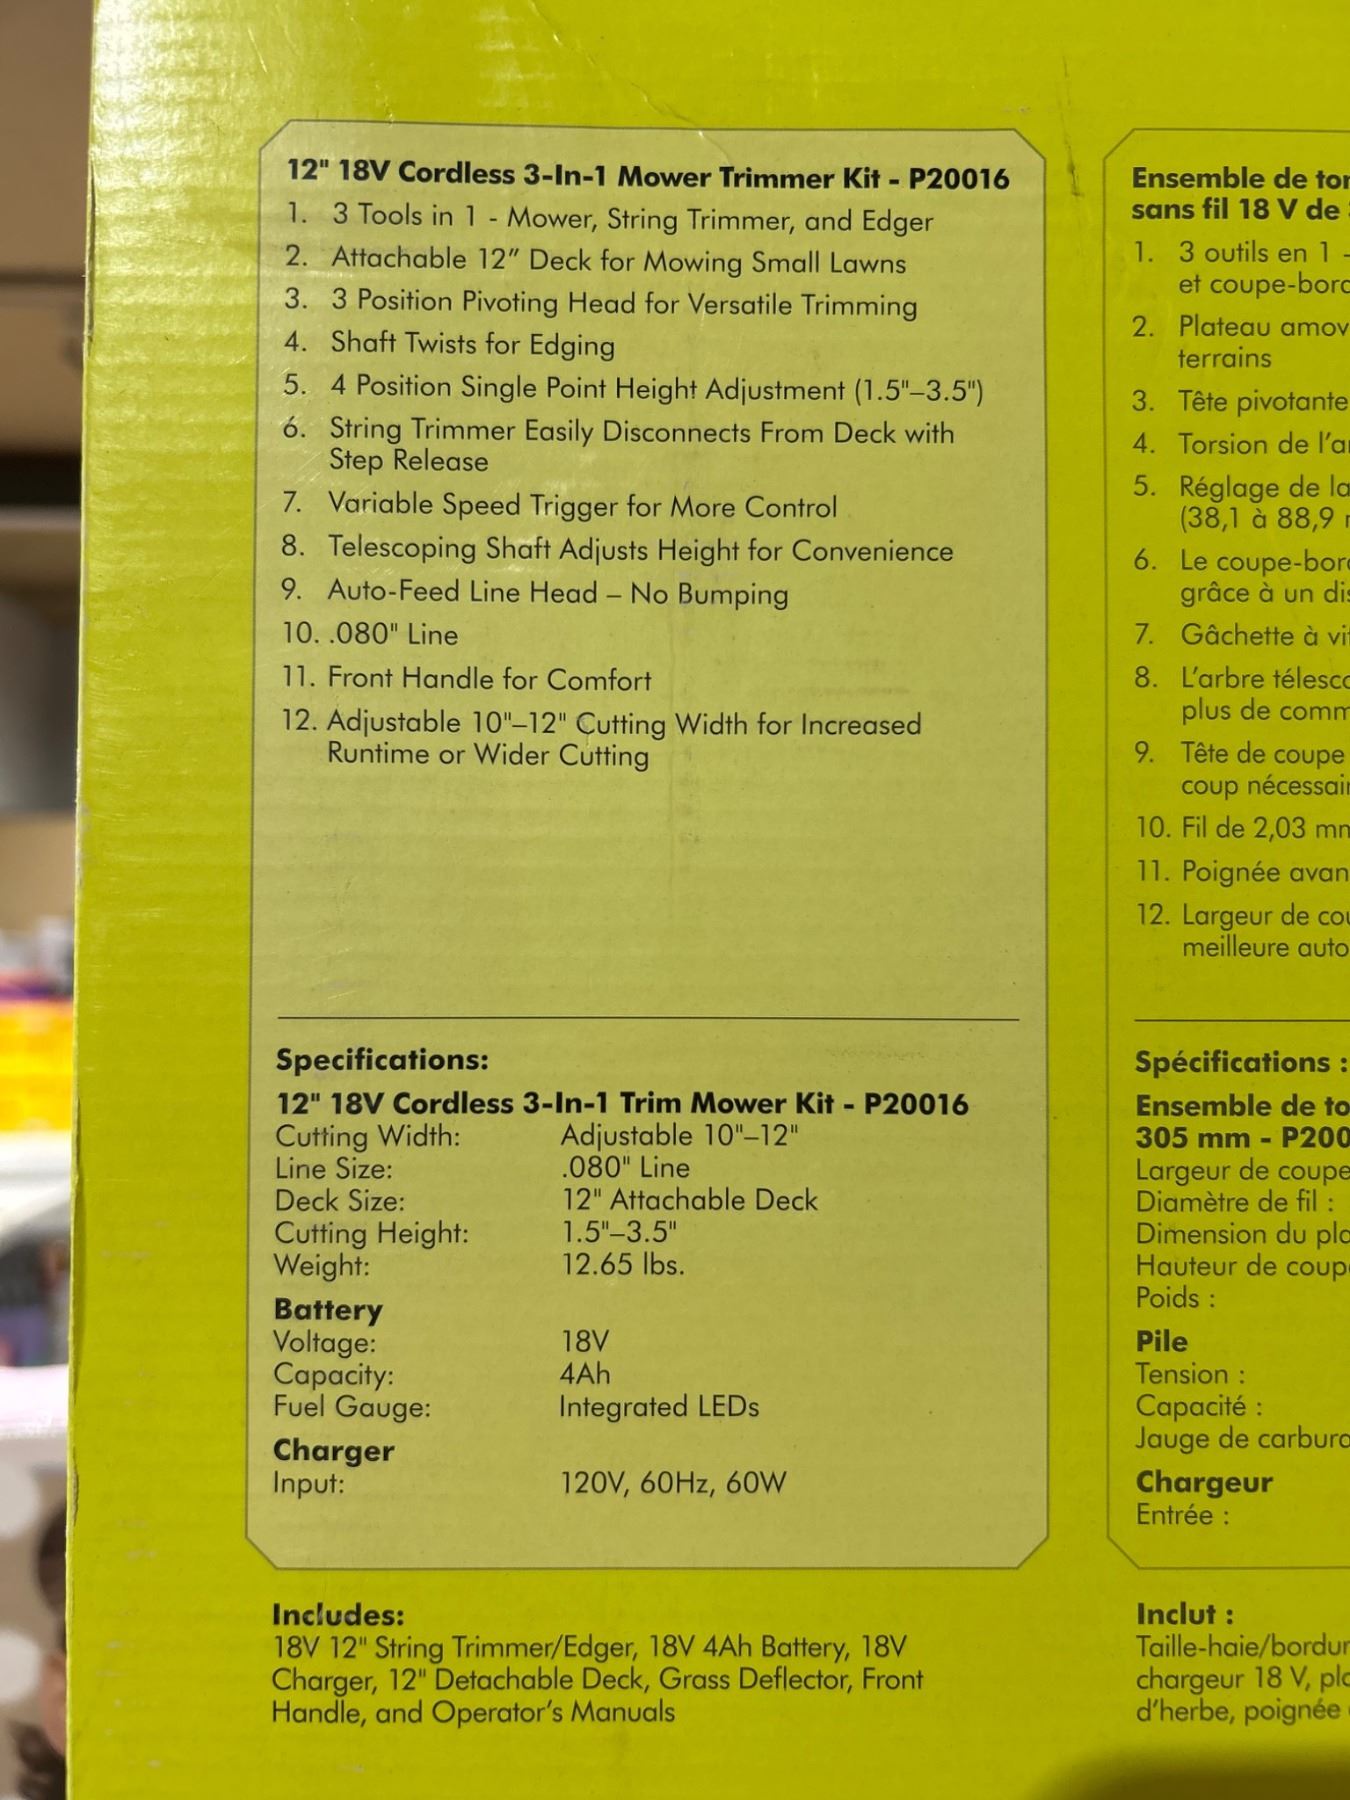 12" 18V Cordless 3-In-1 Mower Trimmer Kit - P20016
1. 3 Tools in 1 - Mower, String Trimmer, and Edger
2. Attachable 12” Deck for Mowing Small Lawns
3. 3 Position Pivoting Head for Versatile Trimming
4. Shaft Twists for Edging
5. 4 Position Single Point Height Adjustment (1.5"–3.5")
6. String Trimmer Easily Disconnects From Deck with
Step Release
7. Variable Speed Trigger for More Control
8. Telescoping Shaft Adjusts Height for Convenience
9. Auto-Feed Line Head – No Bumping
10. .080" Line
11. Front Handle for Comfort
12. Adjustable 10"–12" Cutting Width for Increased
Runtime or Wider Cutting
Specifications:
12" 18V Cordless 3-In-1 Trim Mower Kit - P20016
Cutting Width: Adjustable 10"–12"
Line Size: .080" Line
Deck Size: 12" Attachable Deck
Cutting Height: 1.5"–3.5"
Weight: 12.65 lbs.
Battery
Voltage: 18V
Capacity: 4Ah
Fuel Gauge: Integrated LEDs
Charger
Input: 120V, 60Hz, 60W
Includes:
18V 12" String Trimmer/Edger, 18V 4Ah Battery, 18V
Charger, 12" Detachable Deck, Grass Deflector, Front
Handle, and Operator’s Manuals
Ensemble de
sans fil 18 V de
1. 3 outils en 1 -
et
2. Plateau
terrains
3. Tête pivotante
4. Torsion de
5. Réglage de la
(38,1 à 88,9
6. Le
grâce à un
7. Gâchette à
8. L’arbre
plus de
9. Tête de coupe
coup
10. Fil de 2,03
11. Poignée
12. Largeur de
meilleure
Spécifications :
Ensemble de
305 mm -
Largeur de coupe
Diamètre de fil :
Dimension du
Hauteur de
Poids :
Pile
Tension :
Capacité :
Jauge de
Chargeur
Entrée :
Inclut :
chargeur 18 V,
d’herbe, poignée